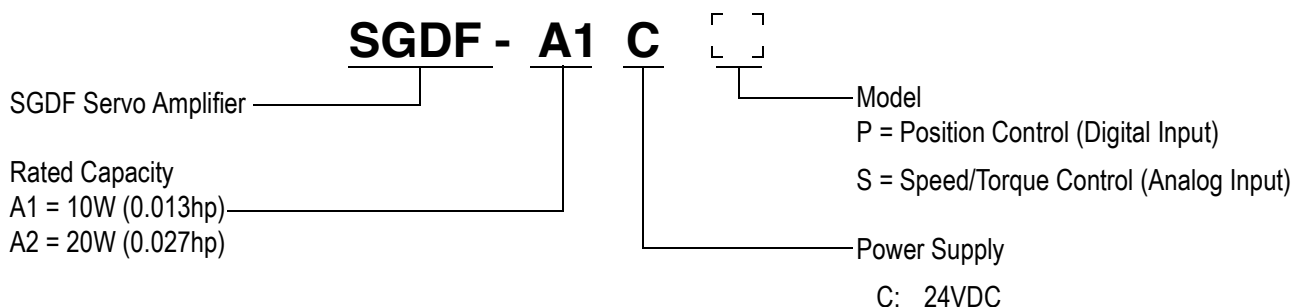 SGDF - A1 C
SGDF Servo Amplifier
Rated Capacity
A1 = 10W (0.013hp)
A2 = 20W (0.027hp)
Model
P = Position Control (Digital Input)
S = Speed/Torque Control (Analog Input)
Power Supply
C: 24VDC